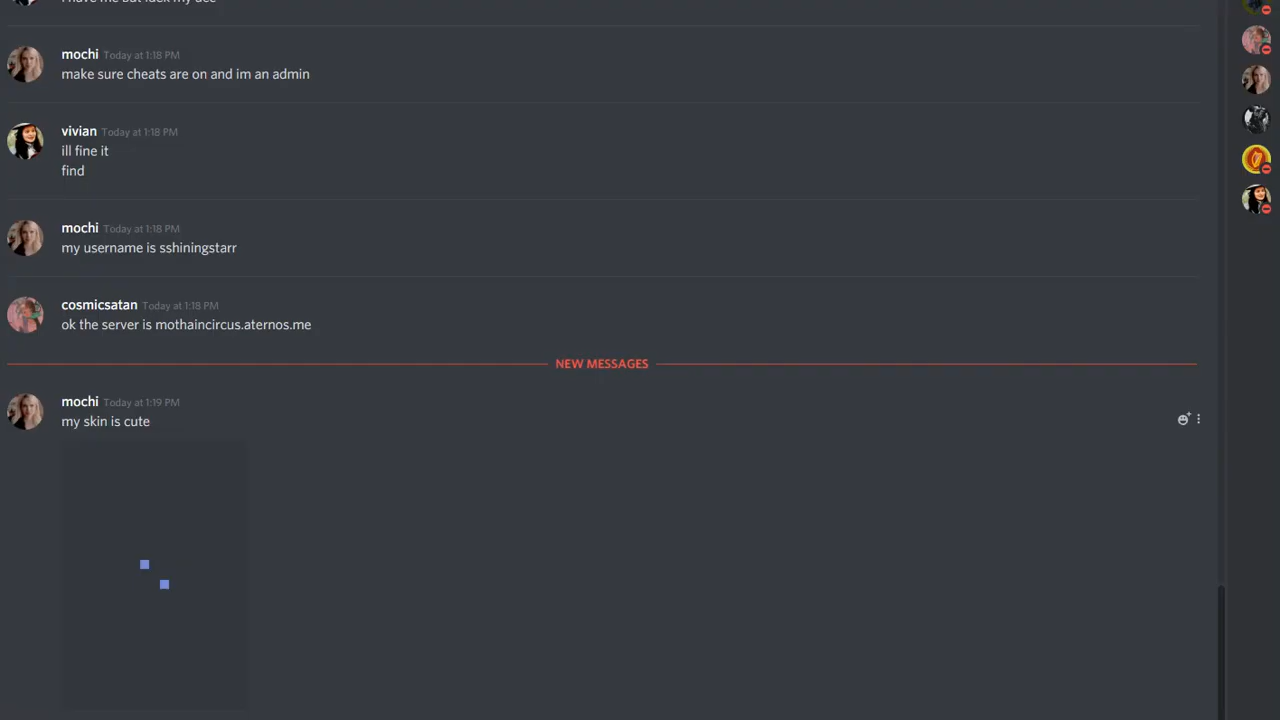 mochi Today at 1:18 PM
make sure cheats are on and im an admin
vivian Today at 1:18 PM
ill fine it
find
mochi Today at 1:18 PM
my username is sshiningstarr
cosmicsatan Today at 1:18 PM
ok the server is mothaincircus.aternos.me
NEW MESSAGES
mochi Today at 1:19 PM
my skin is cute